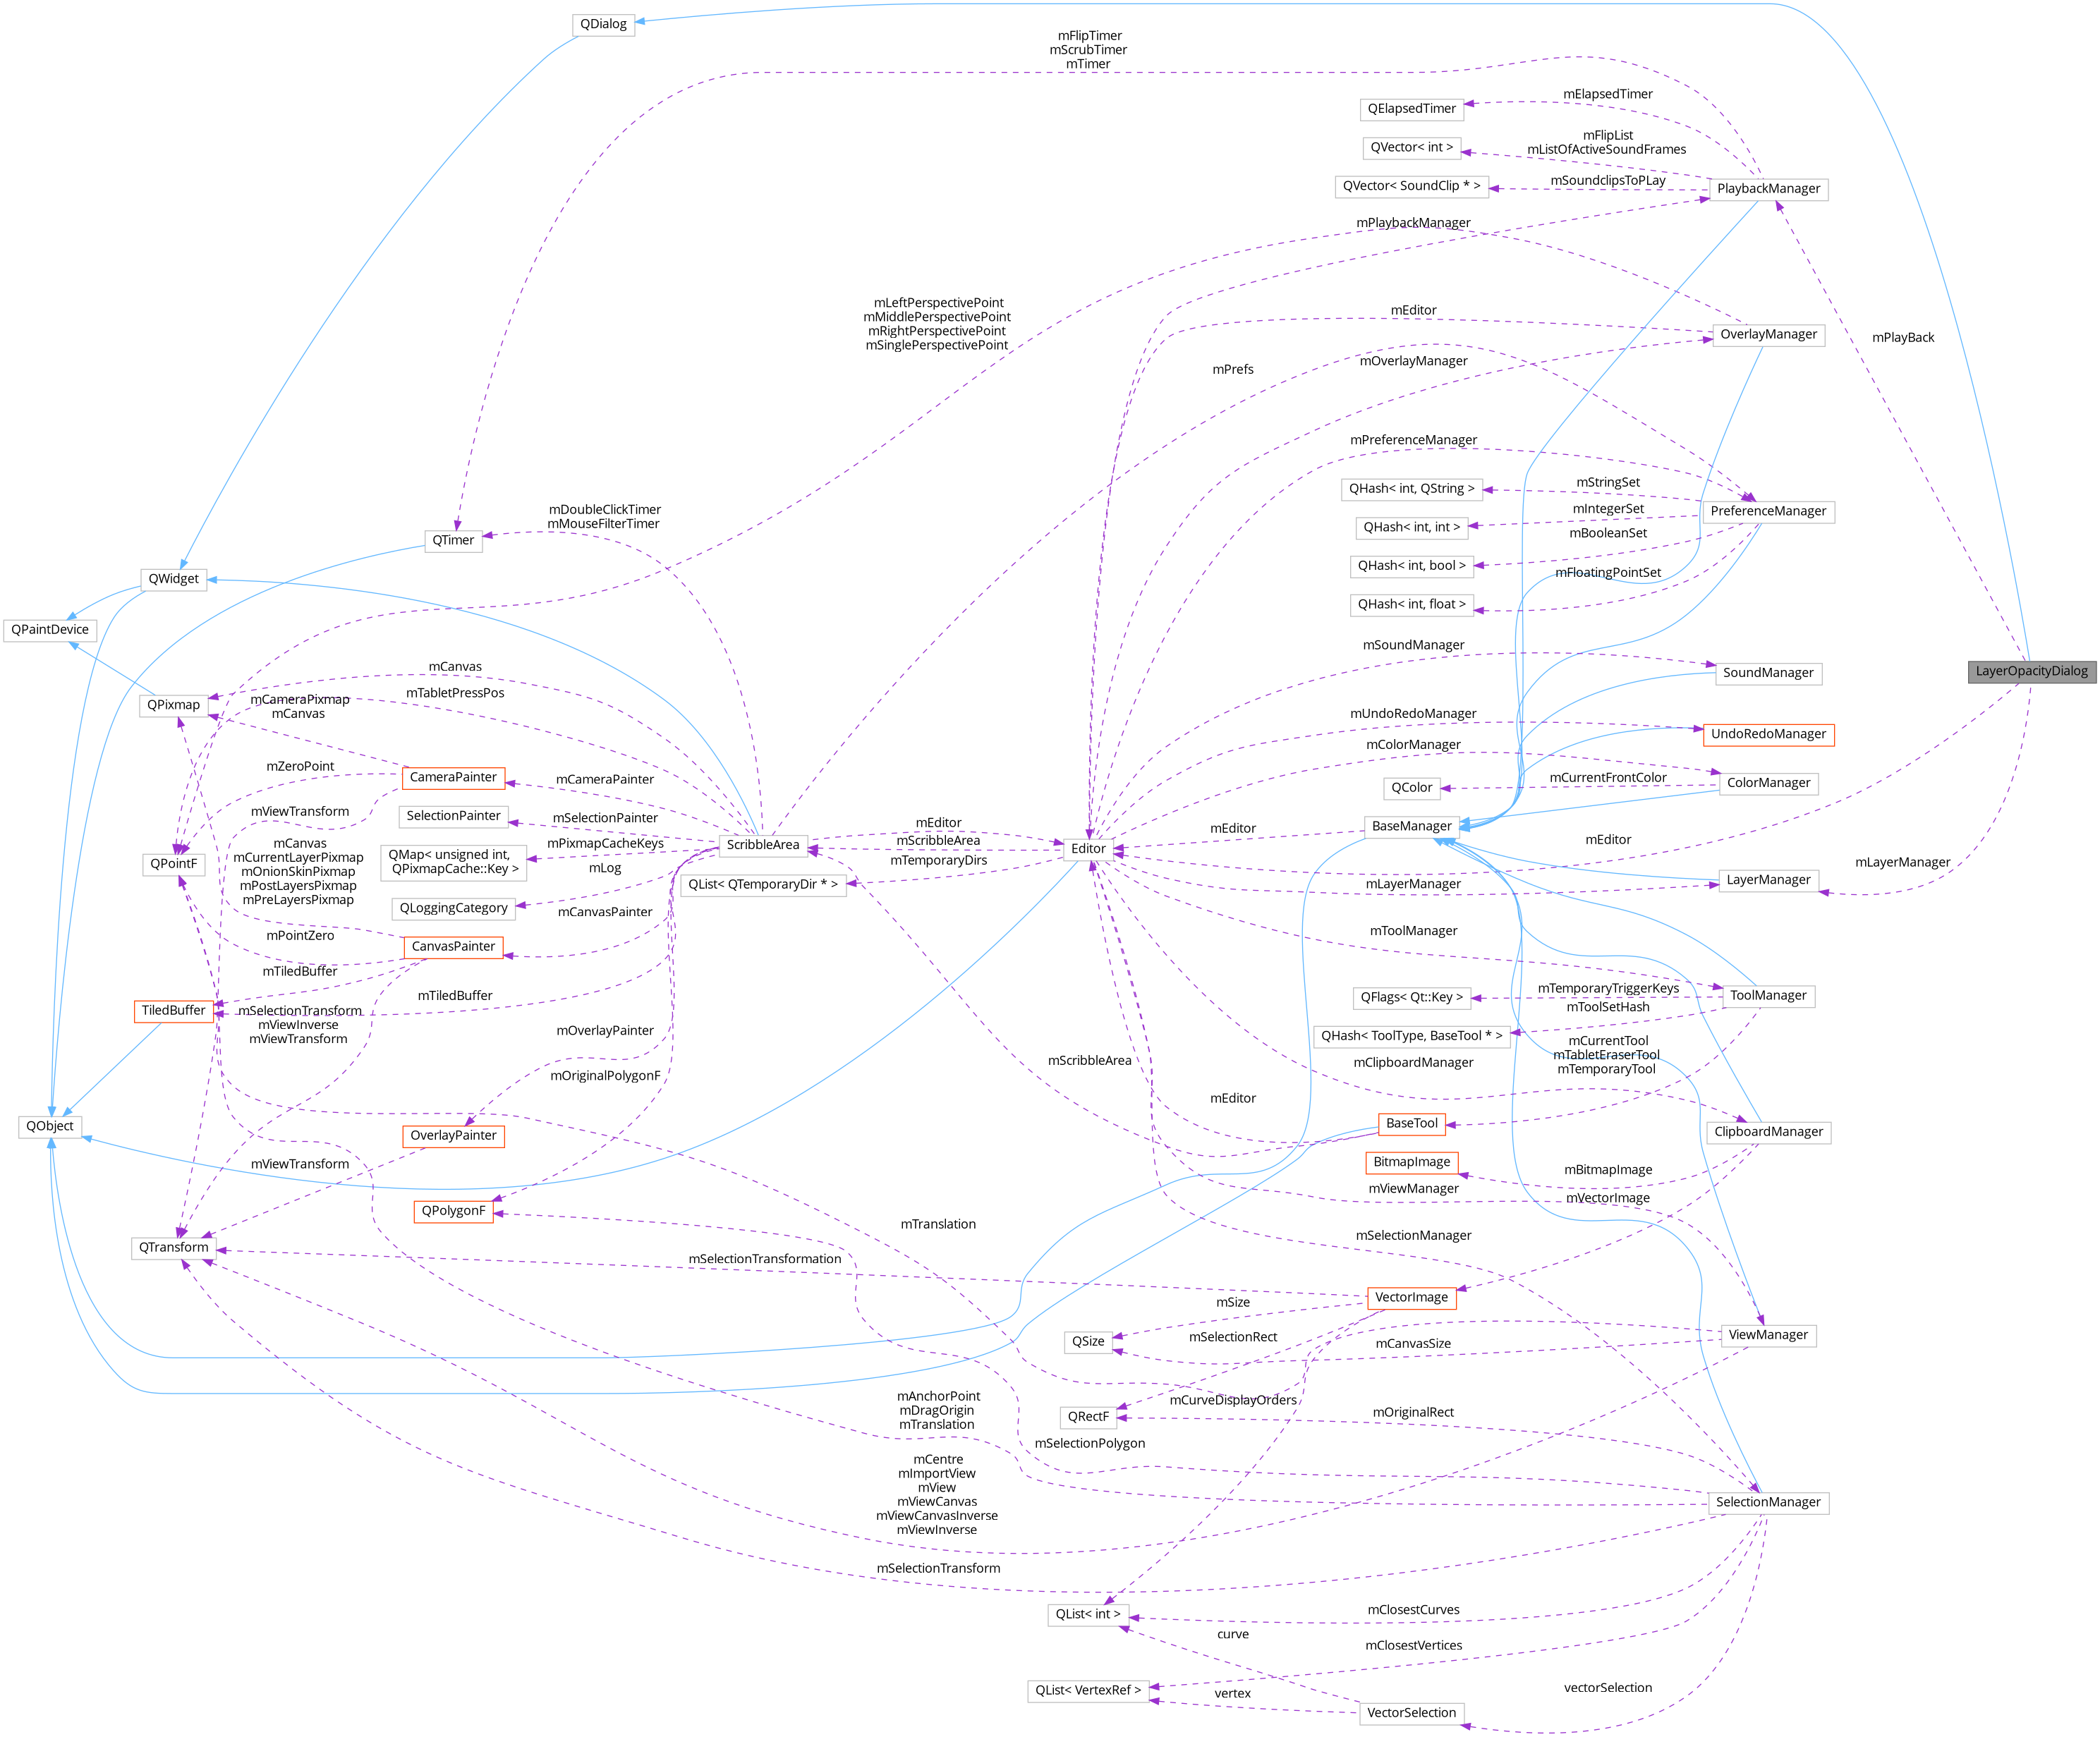 QDialog
mFlipTimer
mScrubTimer
mTimer
mElapsedTimer
QElapsedTimer
mFlipList
mListOfActiveSoundFrames
QVector< int >
mSoundclipsToPLay
QVector< SoundClip * >
PlaybackManager
mPlaybackManager
mLeftPerspectivePoint
mMiddlePerspectivePoint
mRightPerspectivePoint
mSinglePerspectivePoint
mEditor
OverlayManager
mPlayBack
mPrefs
mOverlayManager
mPreferenceManager
mStringSet
QHash< int, QString >
mIntegerSet
PreferenceManager
QHash< int, int >
mDoubleClickTimer
mMouseFilterTimer
QTimer
mBooleanSet
QHash< int, bool >
mFloatingPointSet
QHash< int, float >
QWidget
QPaintDevice
mSoundManager
SoundManager
LayerOpacityDialog
mCanvas
mTabletPressPos
QPixmap
mCameraPixmap
mCanvas
mUndoRedoManager
UndoRedoManager
mColorManager
mZeroPoint
CameraPainter
mCameraPainter
mCurrentFrontColor
QColor
ColorManager
mViewTransform
SelectionPainter
mSelectionPainter
mEditor
mEditor
BaseManager
mEditor
ScribbleArea
mScribbleArea
Editor
mPixmapCacheKeys
QMap< unsigned int,
QPixmapCache::Key >
QPointF
mCanvas
mCurrentLayerPixmap
mOnionSkinPixmap
mPostLayersPixmap
mPreLayersPixmap
mLog
mTemporaryDirs
QList< QTemporaryDir * >
mLayerManager
LayerManager
mLayerManager
QLoggingCategory
mCanvasPainter
mPointZero
CanvasPainter
mToolManager
mTiledBuffer
TiledBuffer
mTiledBuffer
mTemporaryTriggerKeys
QFlags< Qt::Key >
ToolManager
mToolSetHash
QHash< ToolType, BaseTool * >
mSelectionTransform
mViewInverse
mViewTransform
mOverlayPainter
mOriginalPolygonF
mScribbleArea
mCurrentTool
mTabletEraserTool
mTemporaryTool
mClipboardManager
mEditor
QObject
OverlayPainter
BaseTool
ClipboardManager
mViewTransform
BitmapImage
mBitmapImage
mViewManager
mVectorImage
QPolygonF
mTranslation
mSelectionManager
QTransform
mSelectionTransformation
VectorImage
mSize
QSize
mSelectionRect
mCanvasSize
ViewManager
mAnchorPoint
mDragOrigin
mTranslation
mCurveDisplayOrders
QRectF
mOriginalRect
mSelectionPolygon
mCentre
mImportView
mView
mViewCanvas
mViewCanvasInverse
mViewInverse
SelectionManager
mSelectionTransform
QList< int >
mClosestCurves
curve
mClosestVertices
QList< VertexRef >
vertex
vectorSelection
VectorSelection